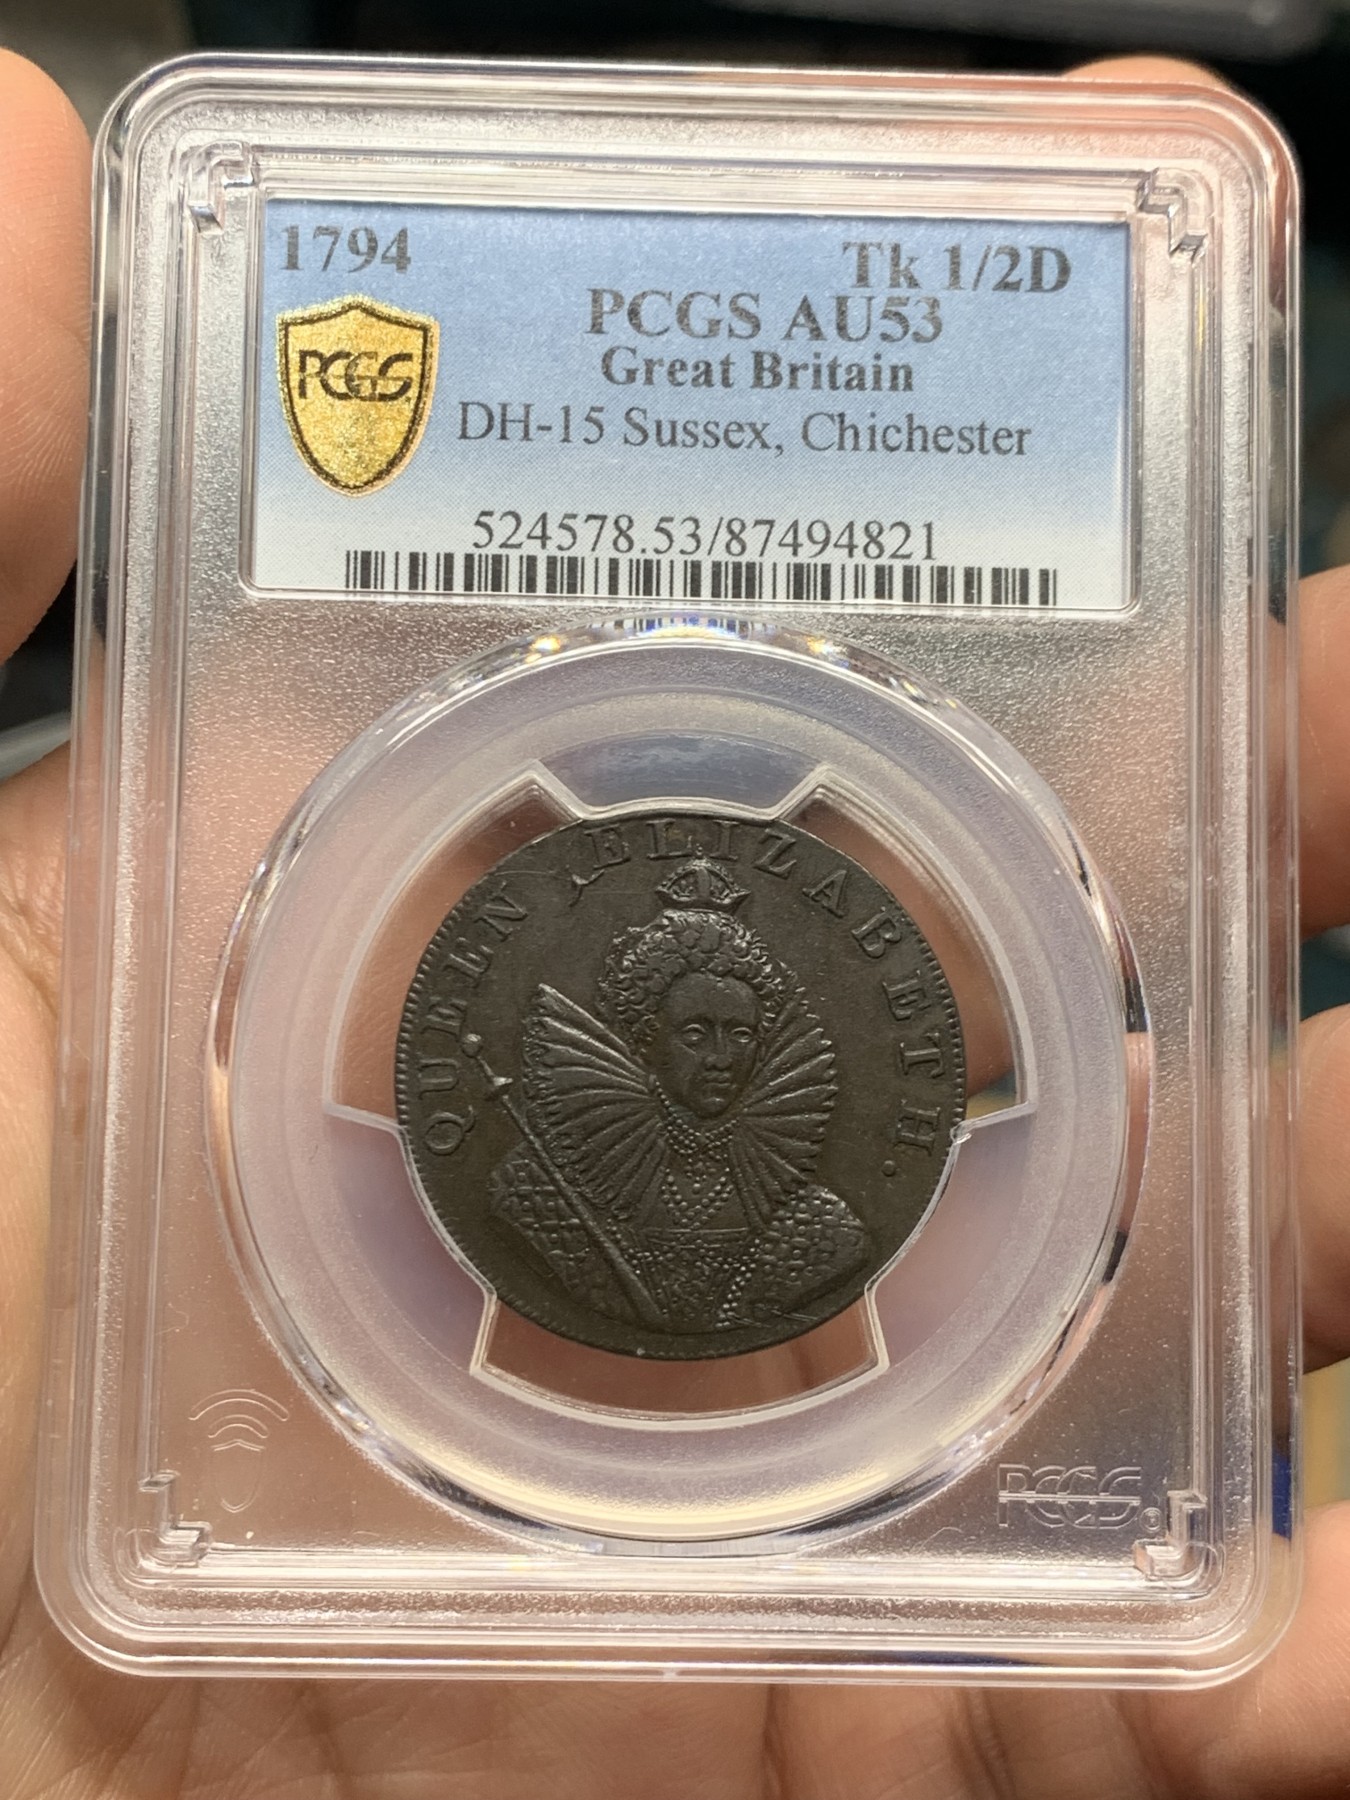 1794
Tk 1/2D
PCGS AU53
PCGS
Great Britain
DH-15 Sussex, Chichester
524578.53/87494821
QUEEN ELIZABETH.
PCGS